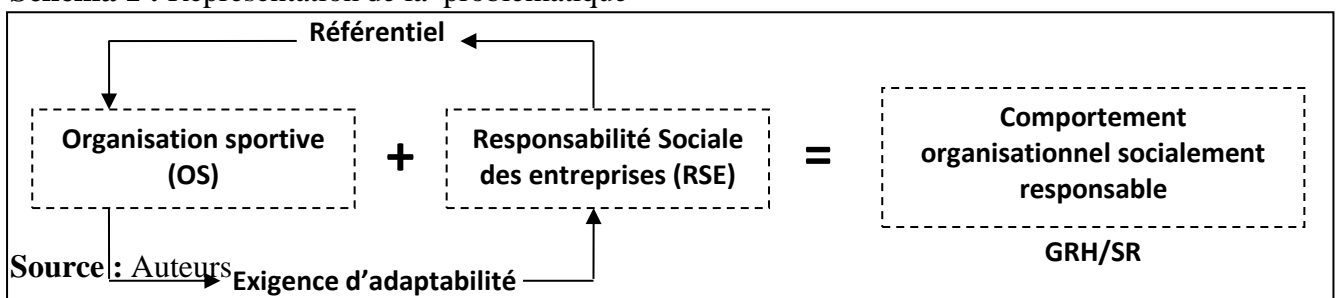 Schéma 1 : Représentation de la problématique
Référentiel
Organisation sportive
(OS)
+
Responsabilité Sociale
des entreprises (RSE)
=
Comportement
organisationnel socialement
responsable
GRH/SR
Source : Auteurs
Exigence d'adaptabilité